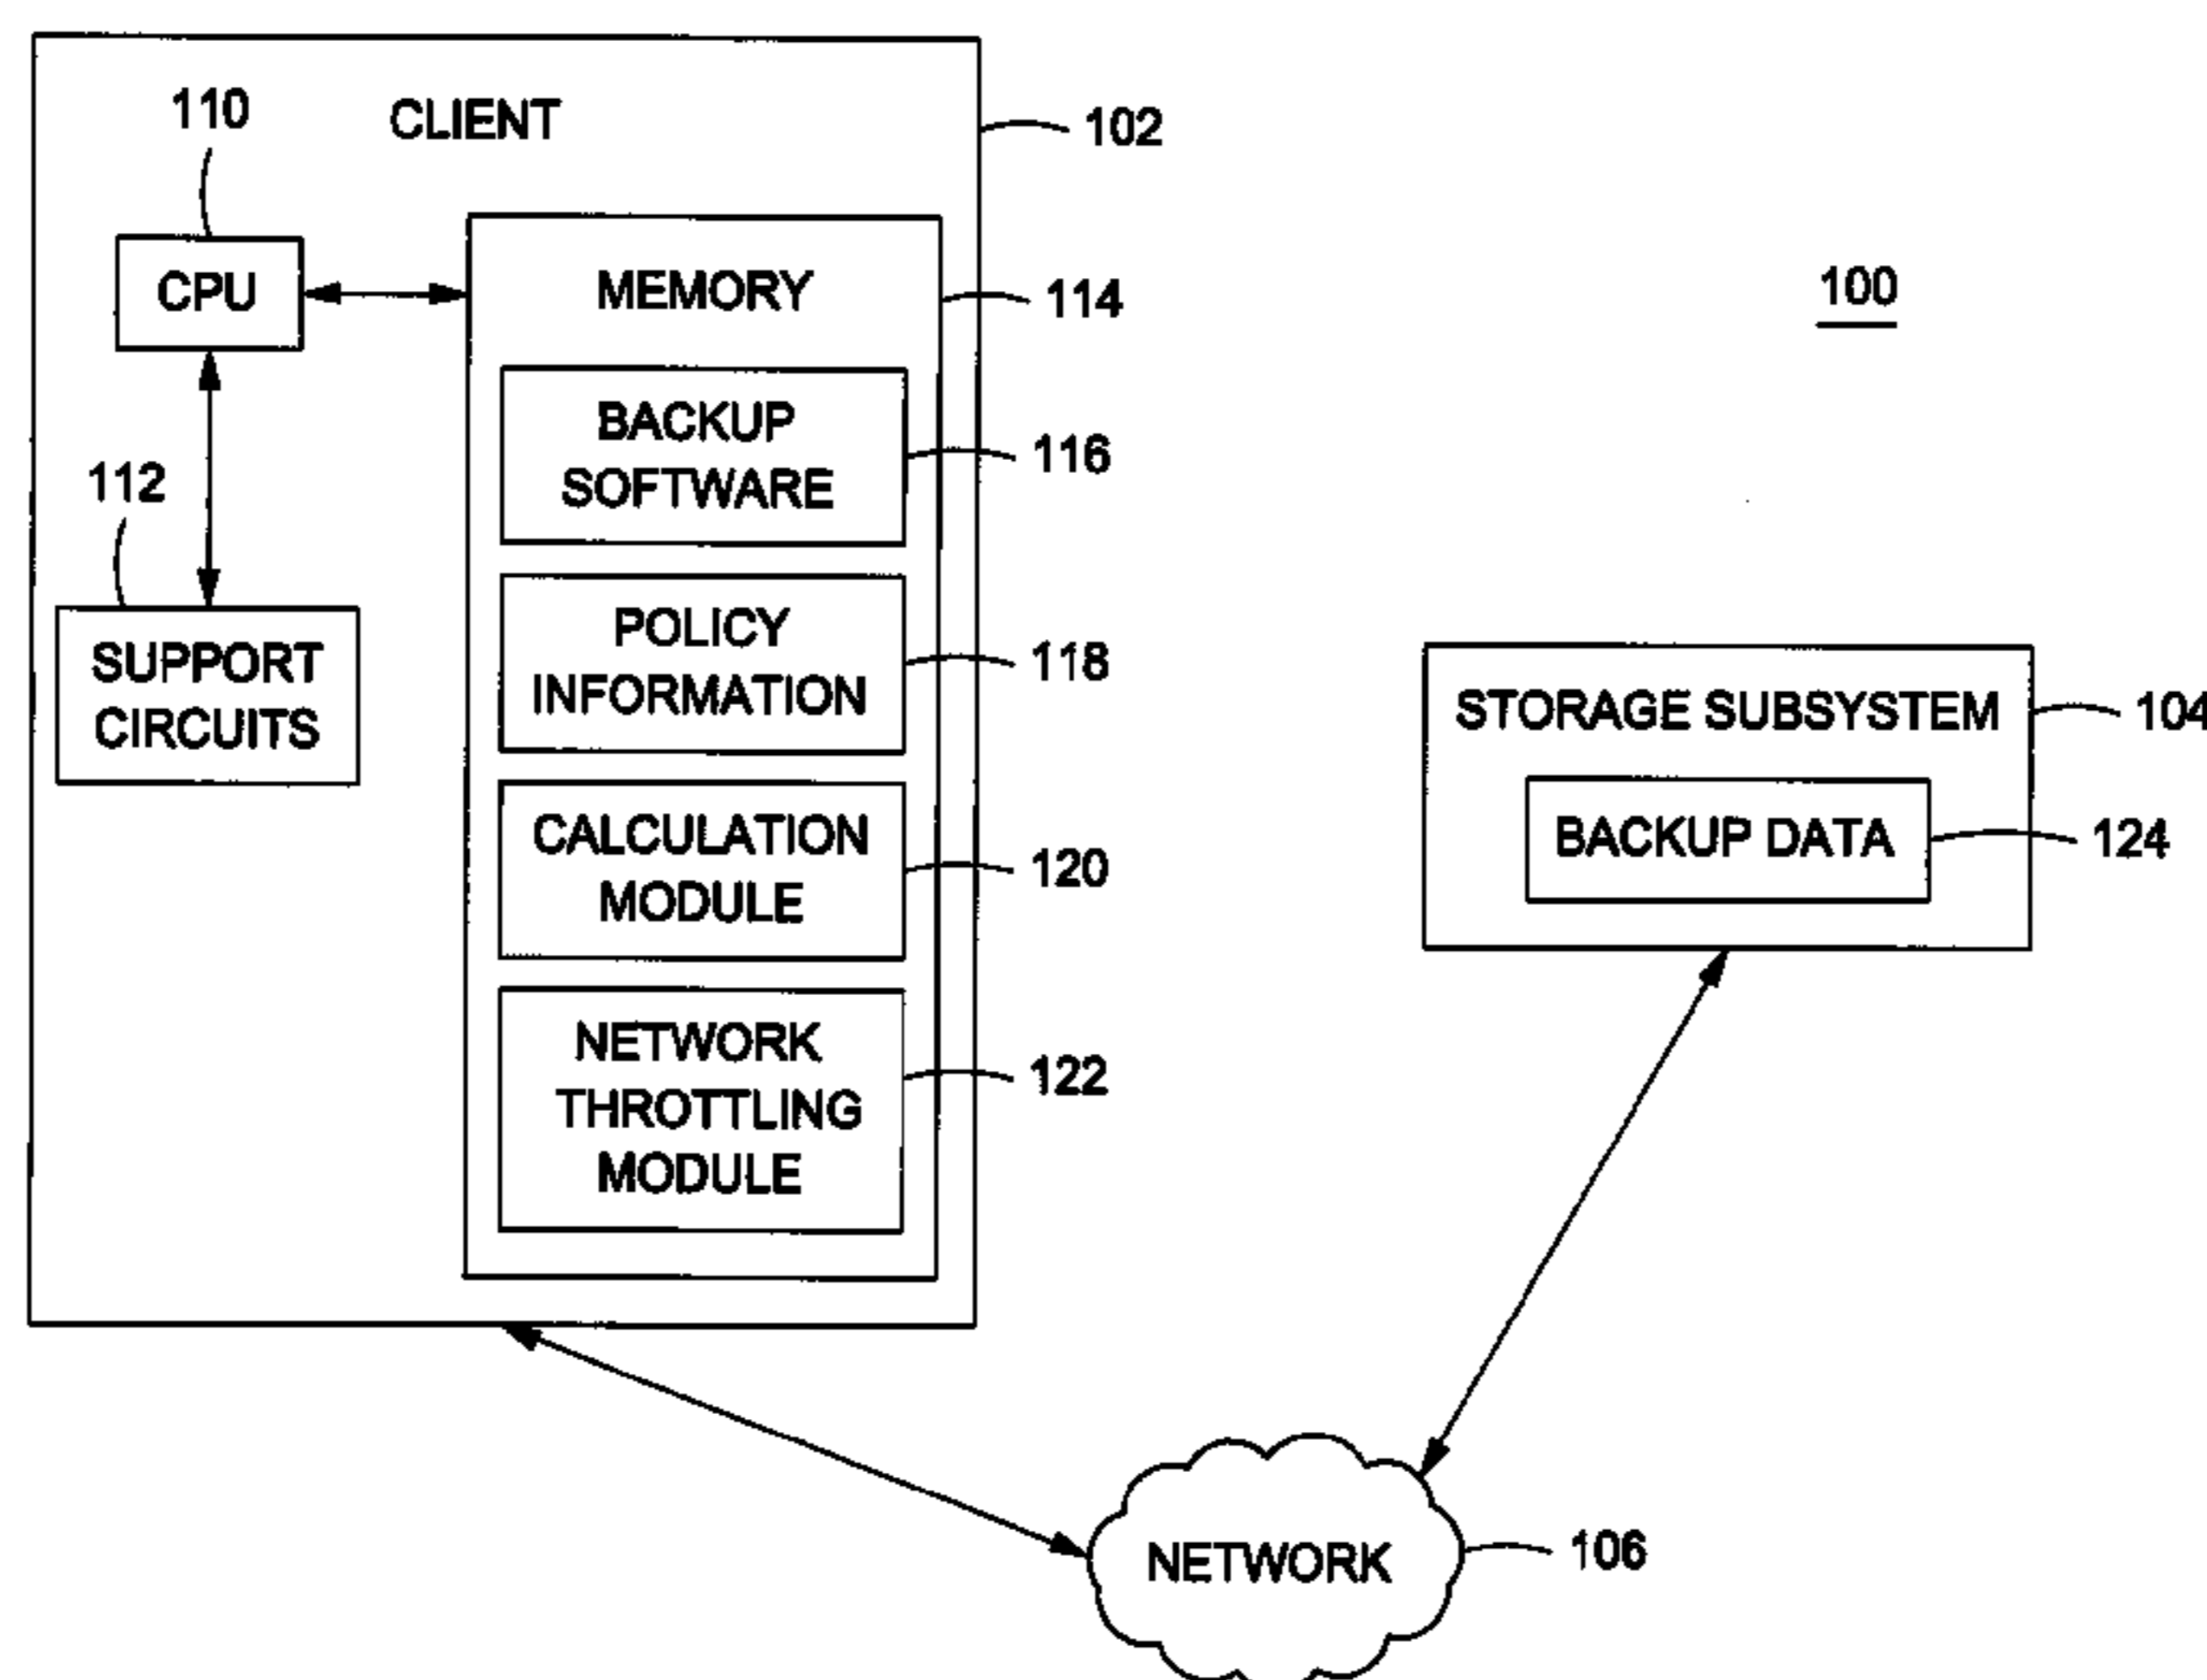 110
CLIENT
102
CPU
MEMORY
114
100
BACKUP
SOFTWARE
116
112
SUPPORT
CIRCUITS
POLICY
INFORMATION
118
CALCULATION
MODULE
120
NETWORK
THROTTLING
MODULE
122
STORAGE SUBSYSTEM
104
BACKUP DATA
124
NETWORK
106